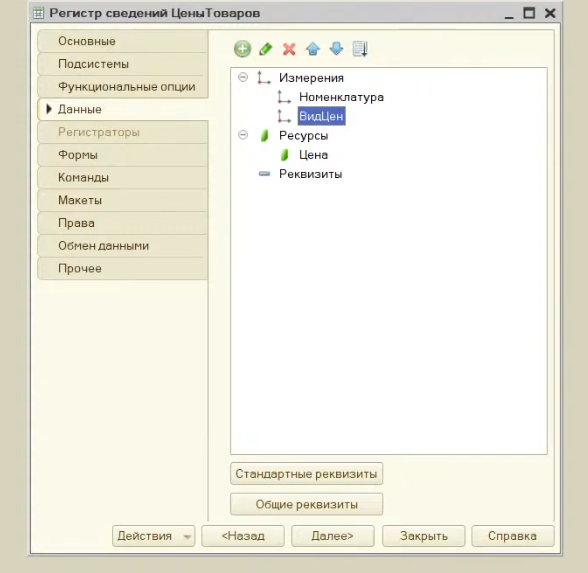 Регистр сведений ЦеныТоваров
Основные
Подсистемы
Функциональные опции
Данные
Регистраторы
Формы
Команды
Макеты
Права
Обмен данными
Прочее
Измерения
Номенклатура
ВидЦен
Ресурсы
Цена
Реквизиты
Стандартные реквизиты
Общие реквизиты
Действия
<Назад
Далее>
Закрыть
Справка